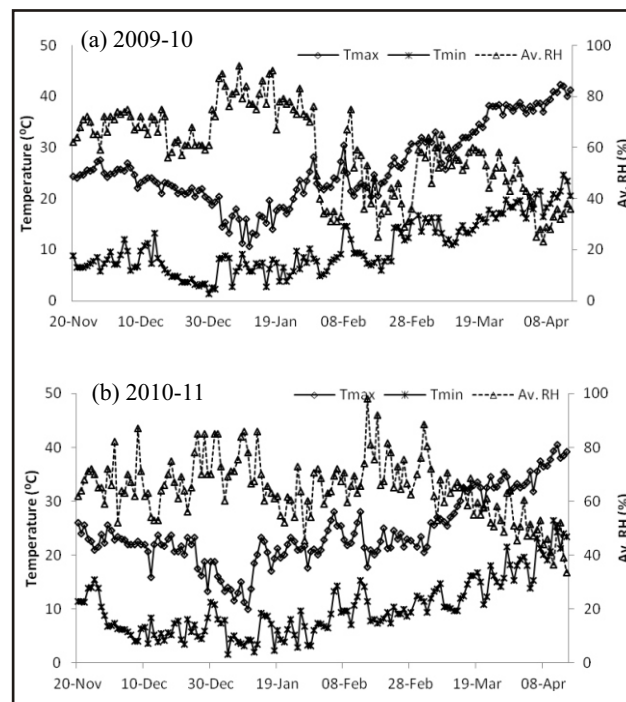 (a) 2009-10
Tmax Tmin Av. RH
Temperature (⁰C)
50
40
30
20
10
0
Av. RH (%)
100
80
60
40
20
0
20-Nov 10-Dec 30-Dec 19-Jan 08-Feb 28-Feb 19-Mar 08-Apr
(b) 2010-11
Tmax Tmin Av. RH
Temperature (⁰C)
50
40
30
20
10
0
Av. RH (%)
100
80
60
40
20
0
20-Nov 10-Dec 30-Dec 19-Jan 08-Feb 28-Feb 19-Mar 08-Apr